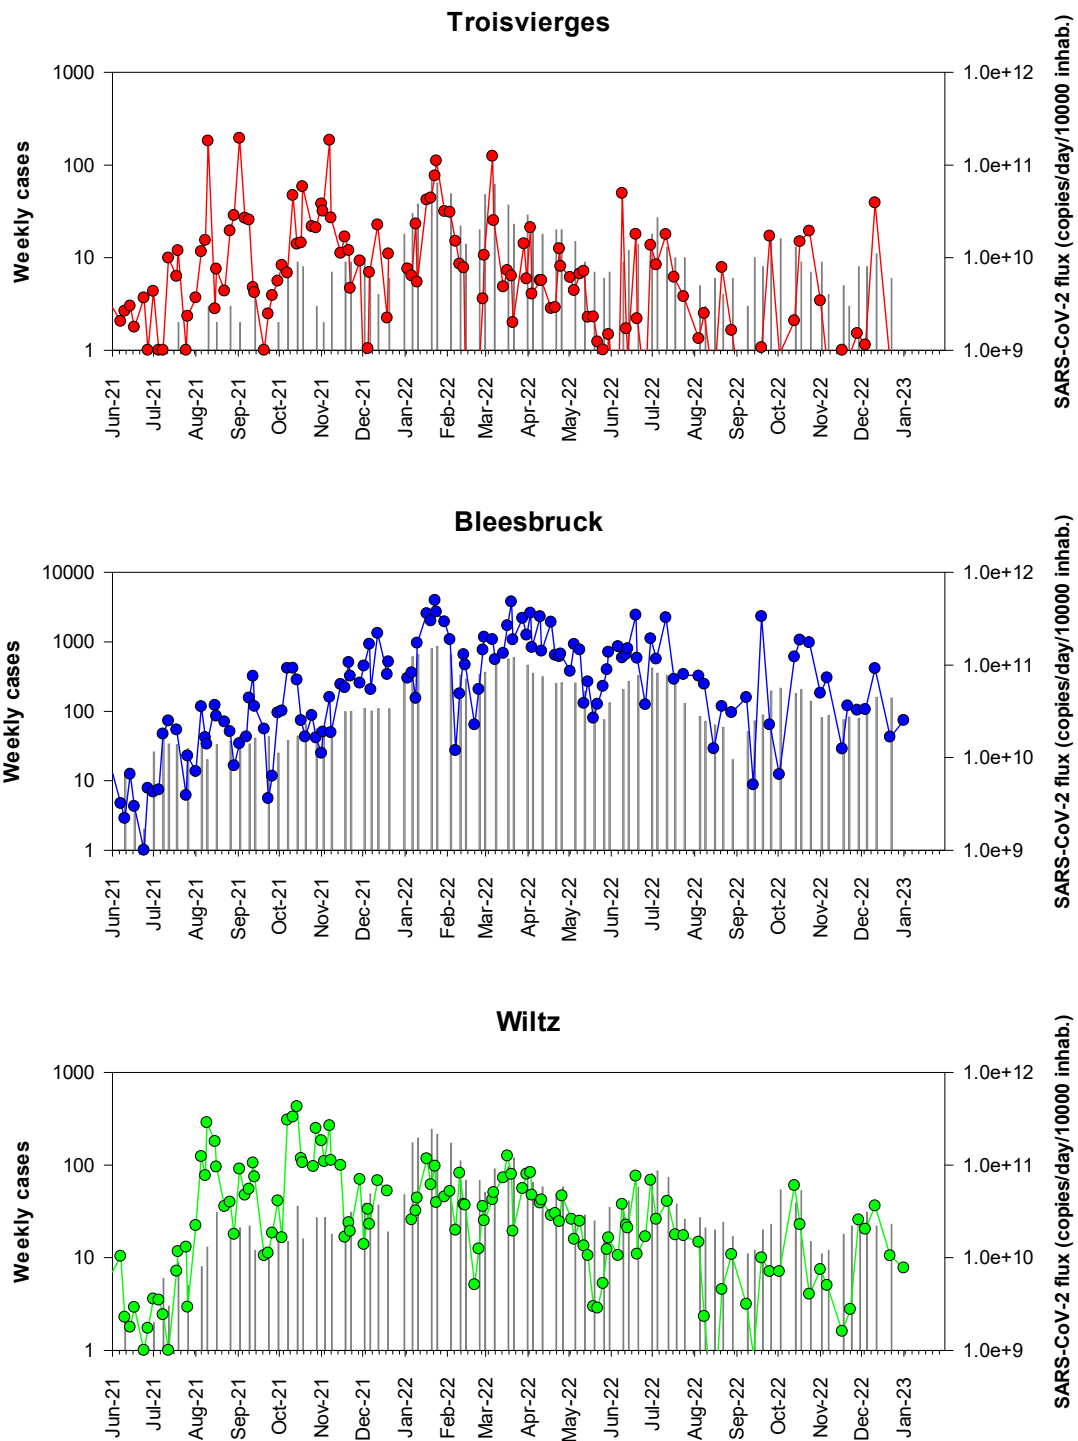 Troisvierges
Weekly cases
1000
100
10
1
1.0e+12
1.0e+11
1.0e+10
1.0e+9
SARS-CoV-2 flux (copies/day/10000 inhab.)
Jun-21
Jul-21
Aug-21
Sep-21
Oct-21
Nov-21
Dec-21
Jan-22
Feb-22
Mar-22
Apr-22
May-22
Jun-22
Jul-22
Aug-22
Sep-22
Oct-22
Nov-22
Dec-22
Jan-23
Bleesbruck
Weekly cases
10000
1000
100
10
1
1.0e+12
1.0e+11
1.0e+10
1.0e+9
SARS-CoV-2 flux (copies/day/10000 inhab.)
Jun-21
Jul-21
Aug-21
Sep-21
Oct-21
Nov-21
Dec-21
Jan-22
Feb-22
Mar-22
Apr-22
May-22
Jun-22
Jul-22
Aug-22
Sep-22
Oct-22
Nov-22
Dec-22
Jan-23
Wiltz
Weekly cases
1000
100
10
1
1.0e+12
1.0e+11
1.0e+10
1.0e+9
SARS-CoV-2 flux (copies/day/10000 inhab.)
Jun-21
Jul-21
Aug-21
Sep-21
Oct-21
Nov-21
Dec-21
Jan-22
Feb-22
Mar-22
Apr-22
May-22
Jun-22
Jul-22
Aug-22
Sep-22
Oct-22
Nov-22
Dec-22
Jan-23